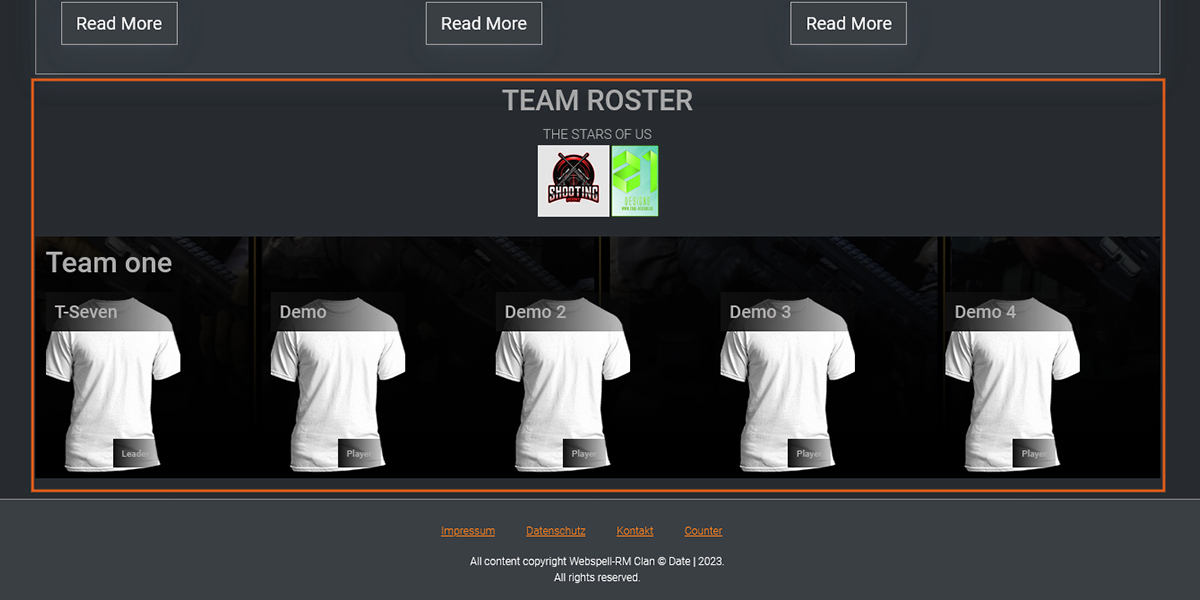 Read More Read More Read More
TEAM ROSTER
THE STARS OF US
SHOOTING
DESIGNS
Team one
T-Seven Demo Demo 2 Demo 3 Demo 4
Leader Player Player Player Player
Impressum Datenschutz Kontakt Counter
All content copyright Webspell-RM Clan © Date | 2023.
All rights reserved.